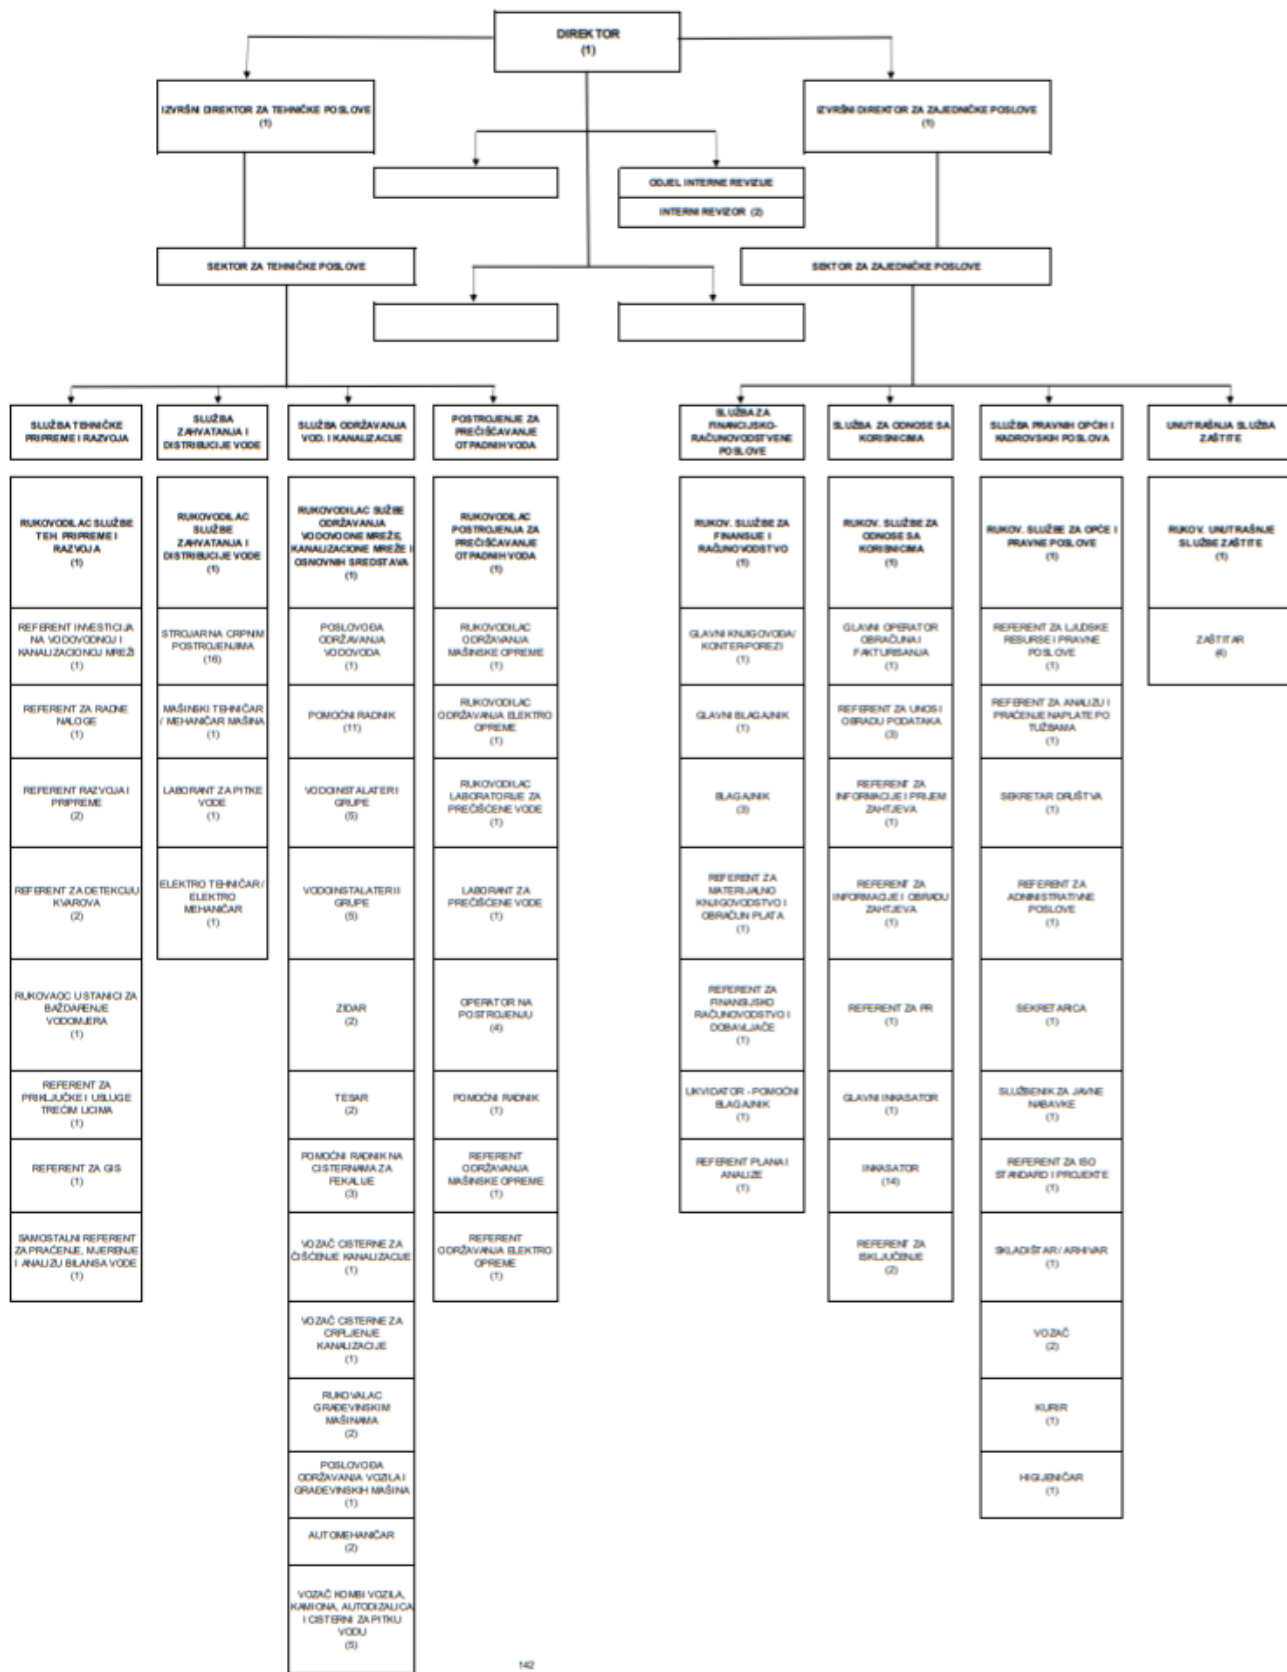 DIREKTOR
(1)
IZVRŠNI DIREKTOR ZA TEHNIČKE POSLOVE
(1)
IZVRŠNI DIREKTOR ZA ZAJEDNIČKE POSLOVE
(1)
ODJEL INTERNE REVIZIJE
INTERNI REVIZOR (2)
SEKTOR ZA TEHNIČKE POSLOVE
SEKTOR ZA ZAJEDNIČKE POSLOVE
SLUŽBA TEHNIČKE
PRIPREME I RAZVOJA
RUKOVODILAC SLUŽBE
TEH. PRIPREME I
RAZVOJA
(1)
REFERENT INVESTICIJA
NA VODOVODNOJ I
KANALIZACIONOJ MREŽI
(1)
REFERENT ZA RADNE
NALOGE
(1)
REFERENT RAZVOJA I
PRIPREME
(2)
REFERENT ZA DETEKCIJU
KVAROVA
(2)
RUKOVAOC U STANICI ZA
BAŽDARENJE
VODOMJERA
(1)
REFERENT ZA
PRIKLJUČKE I USLUGE
TREĆIM LICIMA
(1)
REFERENT ZA GIS
(1)
SAMOSTALNI REFERENT
ZA PRAĆENJE, MJERENJE
I ANALIZU BILANSA VODE
(1)
SLUŽBA
ZAHVATANJA I
DISTRIBUCIJE VODE
RUKOVODILAC
SLUŽBE
ZAHVATANJA I
DISTRIBUCIJE VODE
(1)
STROJAR NA CRPNIM
POSTROJENJIMA
(16)
MAŠINSKI TEHNIČAR
/ MEHANIČAR MAŠINA
(1)
LABORANT ZA PITKE
VODE
(1)
ELEKTRO TEHNIČAR /
ELEKTRO
MEHANIČAR
(1)
SLUŽBA ODRŽAVANJA
VOD. I KANALIZACIJE
RUKOVODILAC SUŽBE
ODRŽAVANJA
VODOVODNE MREŽE,
KANALIZACIONE MREŽE I
OSNOVNIH SREDSTAVA
(1)
POSLOVOĐA
ODRŽAVANJA
VODOVODA
(1)
POMOĆNI RADNIK
(11)
VODOINSTALATER I
GRUPE
(5)
VODOINSTALATER II
GRUPE
(5)
ZIDAR
(2)
TESAR
(2)
POMOĆNI RADNIK NA
CISTERNAMA ZA
FEKALIJE
(3)
VOZAČ CISTERNE ZA
ČIŠĆENJE KANALIZACIJE
(1)
VOZAČ CISTERNE ZA
CRPLJENJE
KANALIZACIJE
(1)
RUKOVALAC
GRAĐEVINSKIM
MAŠINAMA
(2)
POSLOVOĐA
ODRŽAVANJA VOZILA I
GRAĐEVINSKIH MAŠINA
(1)
AUTOMEHANIČAR
(2)
VOZAČ KOMBI VOZILA,
KAMIONA, AUTODIZALICA
I CISTERNI ZA PITKU
VODU
(5)
POSTROJENJE ZA
PREČIŠĆAVANJE
OTPADNIH VODA
RUKOVODILAC
POSTROJENJA ZA
PREČIŠĆAVANJE
OTPADNIH VODA
(1)
RUKOVODILAC
ODRŽAVANJA
MAŠINSKE OPREME
(1)
RUKOVODILAC
ODRŽAVANJA ELEKTRO
OPREME
(1)
RUKOVODILAC
LABORATORIJE ZA
PREČIŠĆENE VODE
(1)
LABORANT ZA
PREČIŠĆENE VODE
(1)
OPERATOR NA
POSTROJENJU
(4)
POMOĆNI RADNIK
(1)
REFERENT
ODRŽAVANJA
MAŠINSKE OPREME
(1)
REFERENT
ODRŽAVANJA ELEKTRO
OPREME
(1)
SLUŽBA ZA
FINANCIJSKO-
RAČUNOVODSTVENE
POSLOVE
RUKOV. SLUŽBE ZA
FINANSIJE I
RAČUNOVODSTVO
(1)
GLAVNI KNJIGOVOĐA/
KONTER/POREZI
(1)
GLAVNI BLAGAJNIK
(1)
BLAGAJNIK
(3)
REFERENT ZA
MATERIJALNO
KNJIGOVODSTVO I
OBRAČUN PLATA
(1)
REFERENT ZA
FINANSIJSKO
RAČUNOVODSTVO I
DOBAVLJAČE
(1)
LIKVIDATOR - POMOĆNI
BLAGAJNIK
(1)
REFERENT PLANA I
ANALIZE
(1)
SLUŽBA ZA ODNOSE SA
KORISNICIMA
RUKOV. SLUŽBE ZA
ODNOSE SA
KORISNICIMA
(1)
GLAVNI OPERATOR
OBRAČUNA I
FAKTURISANJA
(1)
REFERENT ZA UNOS I
OBRADU PODATAKA
(3)
REFERENT ZA
INFORMACIJE I PRIJEM
ZAHTJEVA
(1)
REFERENT ZA
INFORMACIJE I OBRADU
ZAHTJEVA
(1)
REFERENT ZA PR
(1)
GLAVNI INKASATOR
(1)
INKASATOR
(14)
REFERENT ZA
ISKLJUČENJE
(2)
SLUŽBA PRAVNIH OPĆIH I
KADROVSKIH POSLOVA
RUKOV. SLUŽBE ZA OPĆE I
PRAVNE POSLOVE
(1)
REFERENT ZA LJUDSKE
RESURSE I PRAVNE
POSLOVE
(1)
REFERENT ZA ANALIZU I
PRAĆENJE NAPLATE PO
TUŽBAMA
(1)
SEKRETAR DRUŠTVA
(1)
REFERENT ZA
ADMINISTRATIVNE
POSLOVE
(1)
SEKRETARICA
(1)
SLUŽBENIK ZA JAVNE
NABAVKE
(1)
REFERENT ZA ISO
STANDARD I PROJEKTE
(1)
SKLADIŠTAR / ARHIVAR
(1)
VOZAČ
(2)
KURIR
(1)
HIGIJENIČAR
(1)
UNUTRAŠNJA SLUŽBA
ZAŠTITE
RUKOV. UNUTRAŠNJE
SLUŽBE ZAŠTITE
(1)
ZAŠTITAR
142